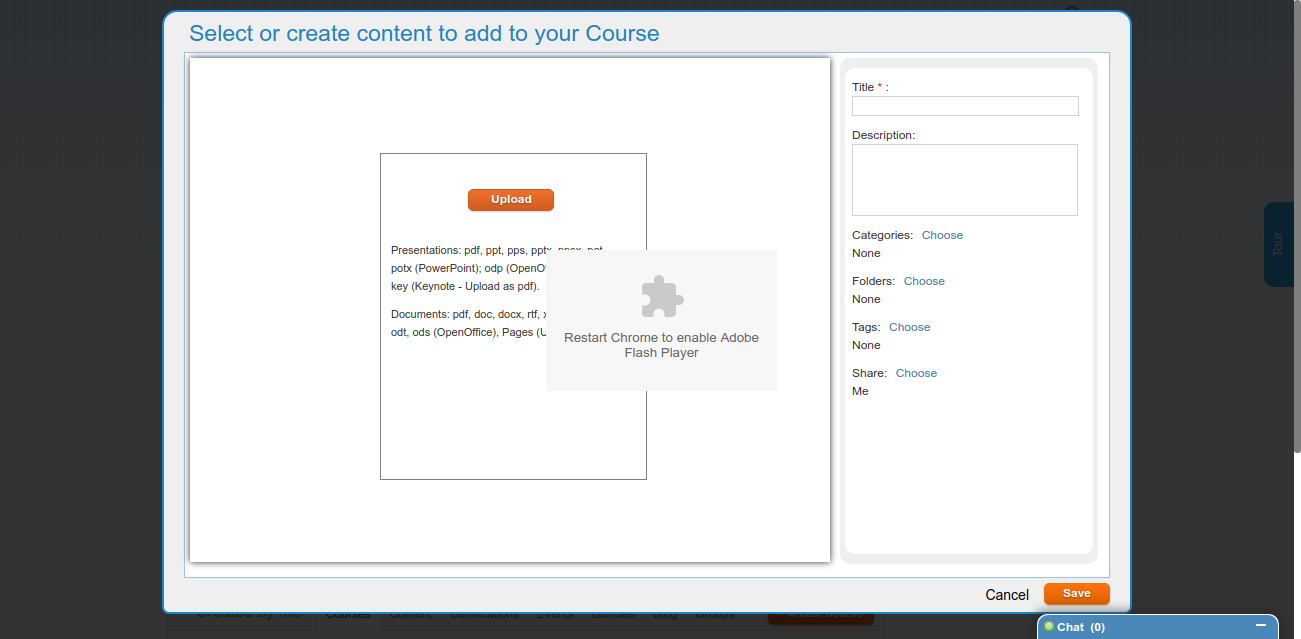 Select or create content to add to your Course
Upload
Presentations: pdf, ppt, pps, pptx, ppsx, pot,
potx (PowerPoint); odp (OpenO
key (Keynote - Upload as pdf).
Documents: pdf, doc, docx, rtf,
odt, ods (OpenOffice), Pages (U
Restart Chrome to enable Adobe
Flash Player
Title * :
Description:
Categories: Choose
None
Folders: Choose
None
Tags: Choose
None
Share: Choose
Me
Tour
Cancel
Save
Created by me Courses Content Certifications Events Bundles Blog Groups + Create Course
Chat (0)